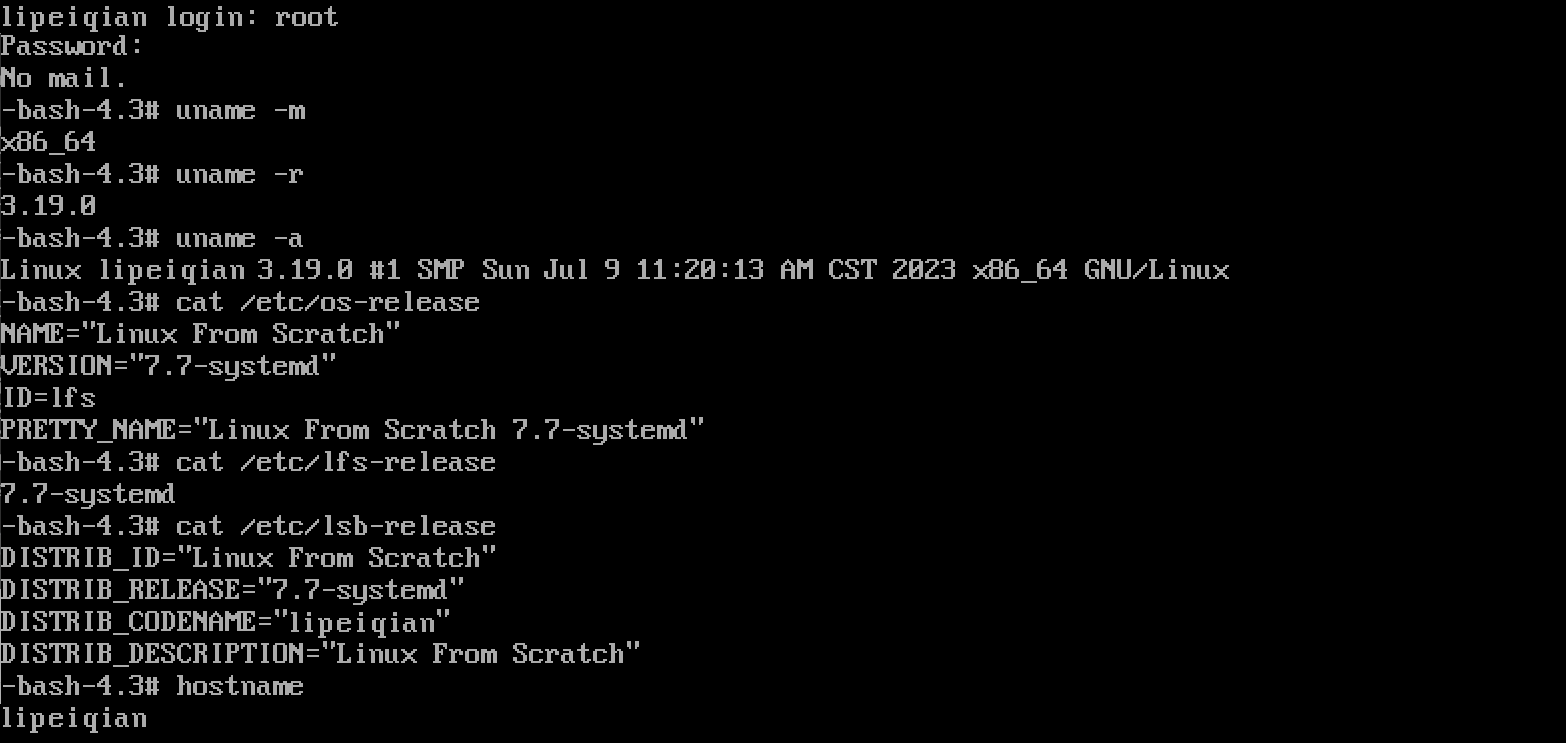 lipeiqian login: root
Password:
No mail.
-bash-4.3# uname -m
x86_64
-bash-4.3# uname -r
3.19.0
-bash-4.3# uname -a
Linux lipeiqian 3.19.0 #1 SMP Sun Jul 9 11:20:13 AM CST 2023 x86_64 GNU/Linux
-bash-4.3# cat /etc/os-release
NAME="Linux From Scratch"
VERSION="7.7-systemd"
ID=lfs
PRETTY_NAME="Linux From Scratch 7.7-systemd"
-bash-4.3# cat /etc/lfs-release
7.7-systemd
-bash-4.3# cat /etc/lsb-release
DISTRIB_ID="Linux From Scratch"
DISTRIB_RELEASE="7.7-systemd"
DISTRIB_CODENAME="lipeiqian"
DISTRIB_DESCRIPTION="Linux From Scratch"
-bash-4.3# hostname
lipeiqian